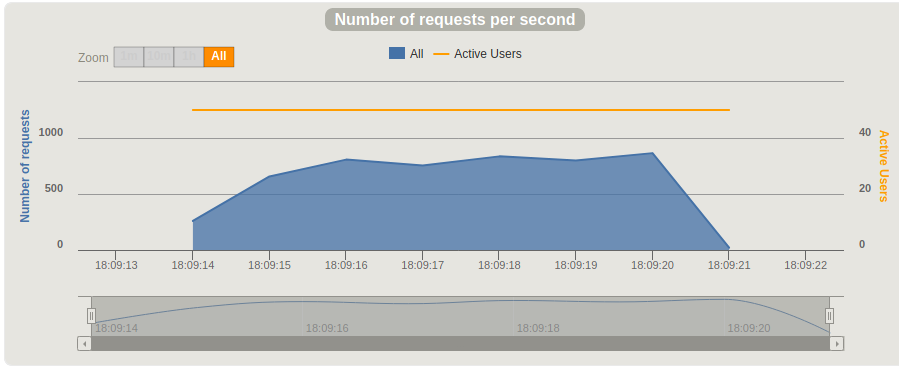 Number of requests per second
Zoom 1m 10m 1h All
All Active Users
Number of requests
1000
500
0
40
20
0
Active Users
18:09:13 18:09:14 18:09:15 18:09:16 18:09:17 18:09:18 18:09:19 18:09:20 18:09:21 18:09:22
18:09:14 18:09:16 18:09:18 18:09:20